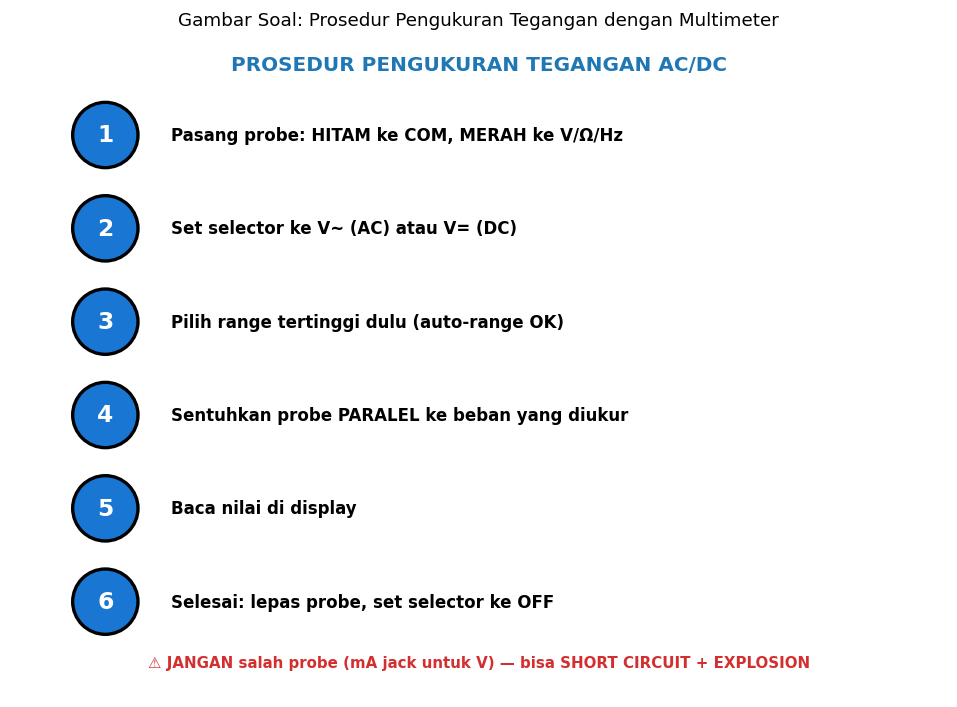 Gambar Soal: Prosedur Pengukuran Tegangan dengan Multimeter
PROSEDUR PENGUKURAN TEGANGAN AC/DC
1 Pasang probe: HITAM ke COM, MERAH ke V/Ω/Hz
2 Set selector ke V~ (AC) atau V= (DC)
3 Pilih range tertinggi dulu (auto-range OK)
4 Sentuhkan probe PARALEL ke beban yang diukur
5 Baca nilai di display
6 Selesai: lepas probe, set selector ke OFF
⚠ JANGAN salah probe (mA jack untuk V) — bisa SHORT CIRCUIT + EXPLOSION